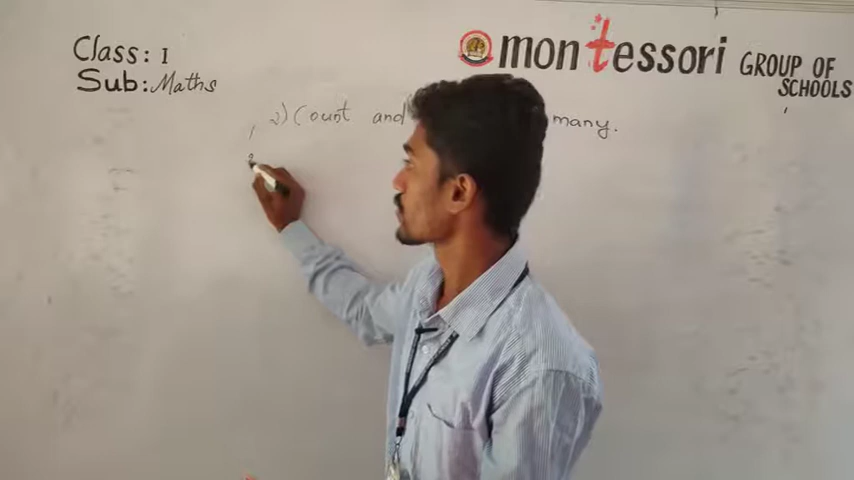 Class: I
Sub: Maths
montessori GROUP OF SCHOOLS
2) Count and many.